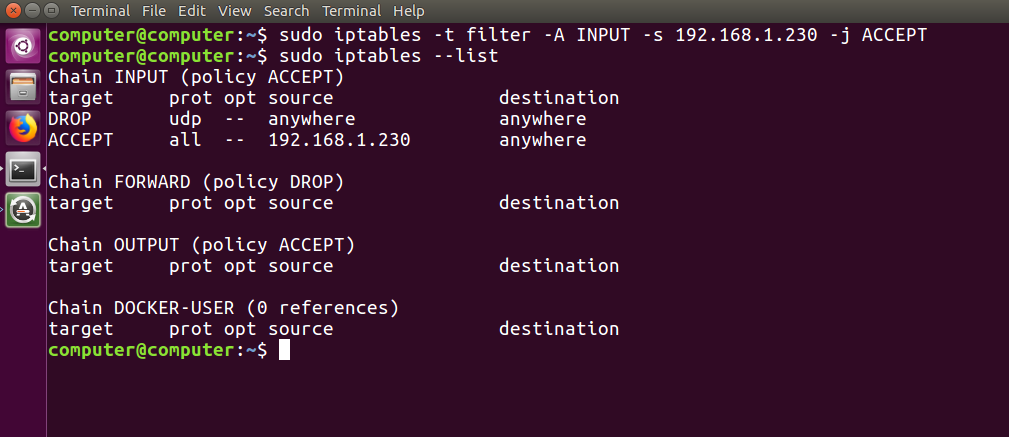 Terminal File Edit View Search Terminal Help
computer@computer:~$ sudo iptables -t filter -A INPUT -s 192.168.1.230 -j ACCEPT
computer@computer:~$ sudo iptables --list
Chain INPUT (policy ACCEPT)
target     prot opt source               destination
DROP       udp  --  anywhere             anywhere
ACCEPT     all  --  192.168.1.230        anywhere

Chain FORWARD (policy DROP)
target     prot opt source               destination

Chain OUTPUT (policy ACCEPT)
target     prot opt source               destination

Chain DOCKER-USER (0 references)
target     prot opt source               destination
computer@computer:~$